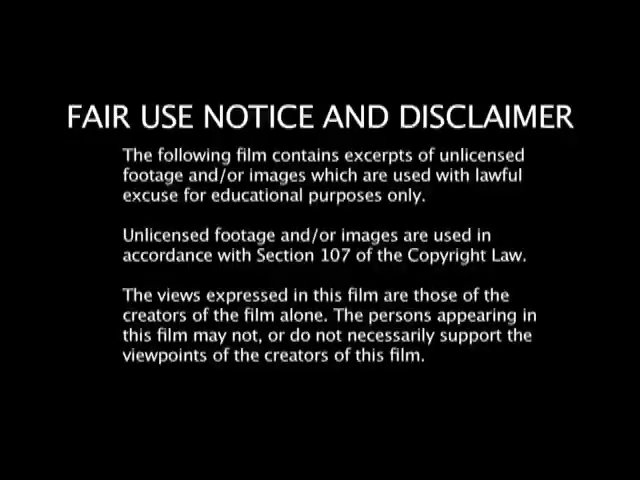 FAIR USE NOTICE AND DISCLAIMER
The following film contains excerpts of unlicensed
footage and/or images which are used with lawful
excuse for educational purposes only.
Unlicensed footage and/or images are used in
accordance with Section 107 of the Copyright Law.
The views expressed in this film are those of the
creators of the film alone. The persons appearing in
this film may not, or do not necessarily support the
viewpoints of the creators of this film.